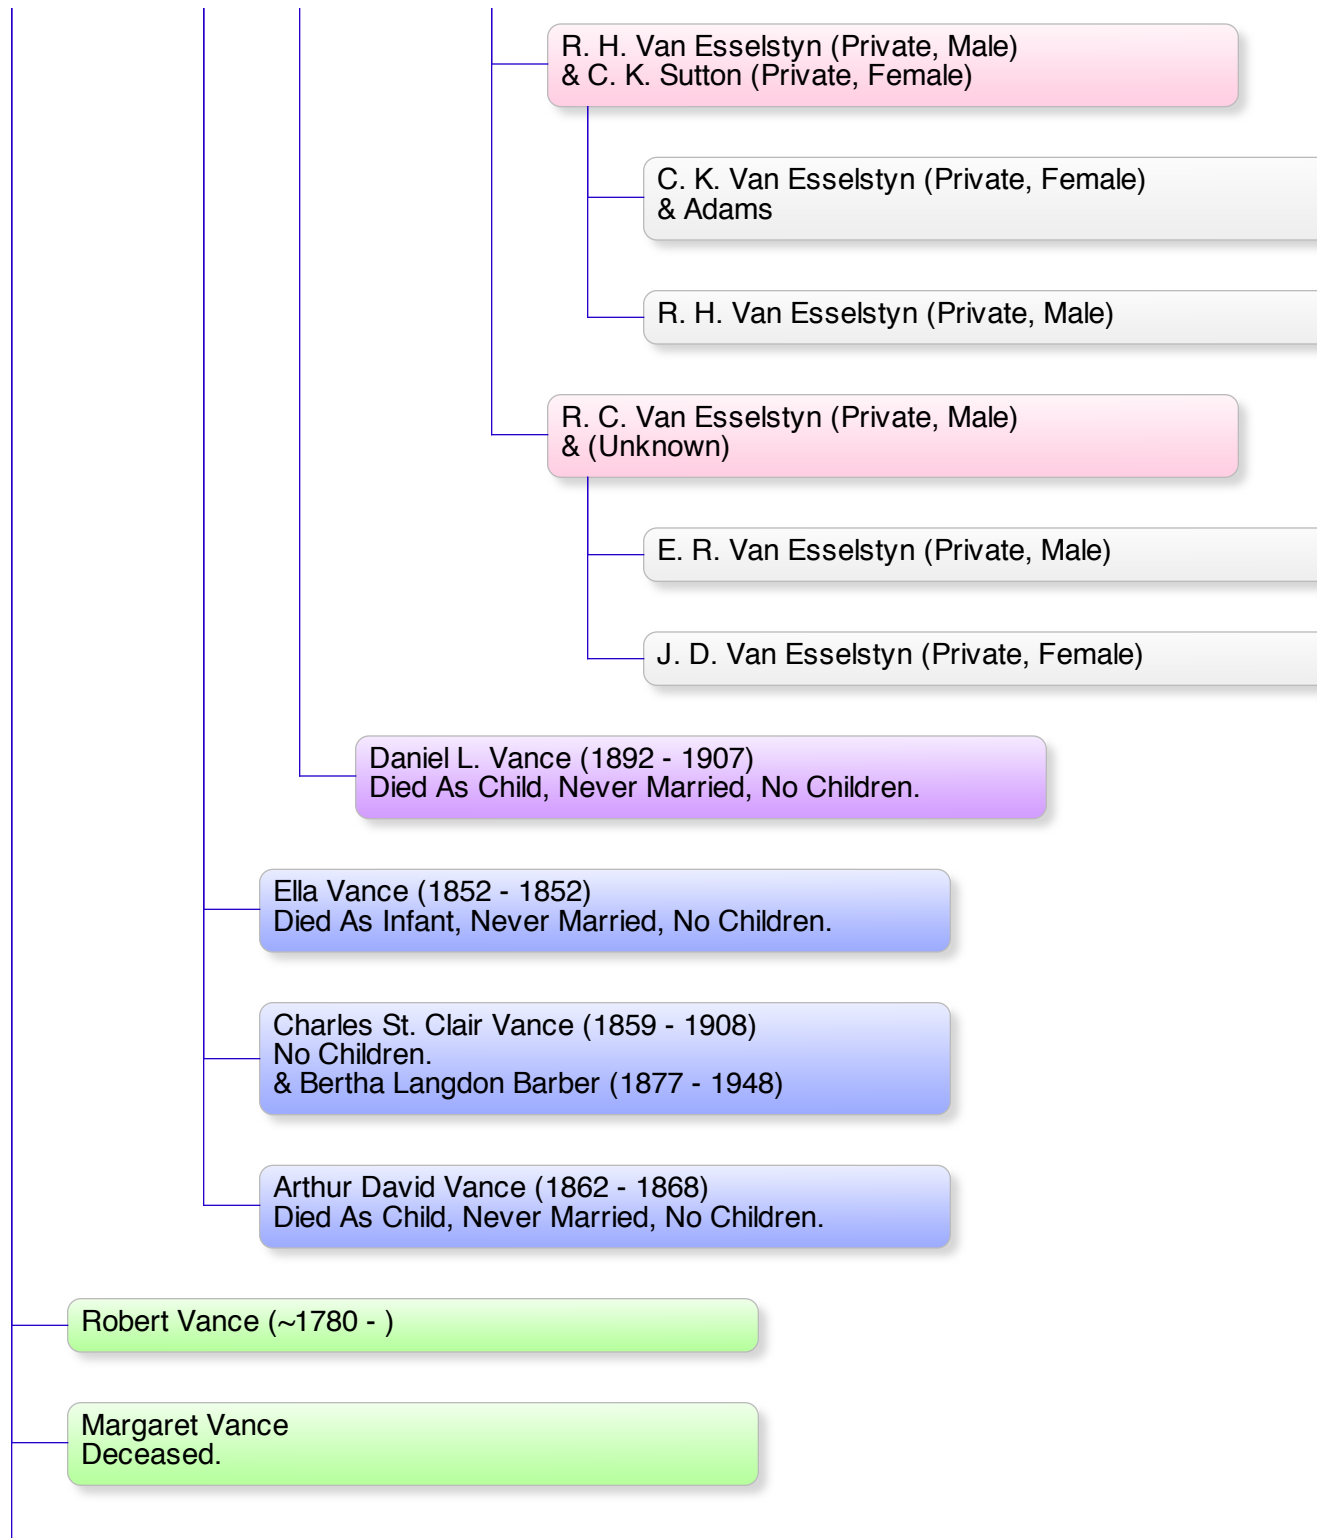 R. H. Van Esselstyn (Private, Male)
& C. K. Sutton (Private, Female)
C. K. Van Esselstyn (Private, Female)
& Adams
R. H. Van Esselstyn (Private, Male)
R. C. Van Esselstyn (Private, Male)
& (Unknown)
E. R. Van Esselstyn (Private, Male)
J. D. Van Esselstyn (Private, Female)
Daniel L. Vance (1892 - 1907)
Died As Child, Never Married, No Children.
Ella Vance (1852 - 1852)
Died As Infant, Never Married, No Children.
Charles St. Clair Vance (1859 - 1908)
No Children.
& Bertha Langdon Barber (1877 - 1948)
Arthur David Vance (1862 - 1868)
Died As Child, Never Married, No Children.
Robert Vance (~1780 - )
Margaret Vance
Deceased.